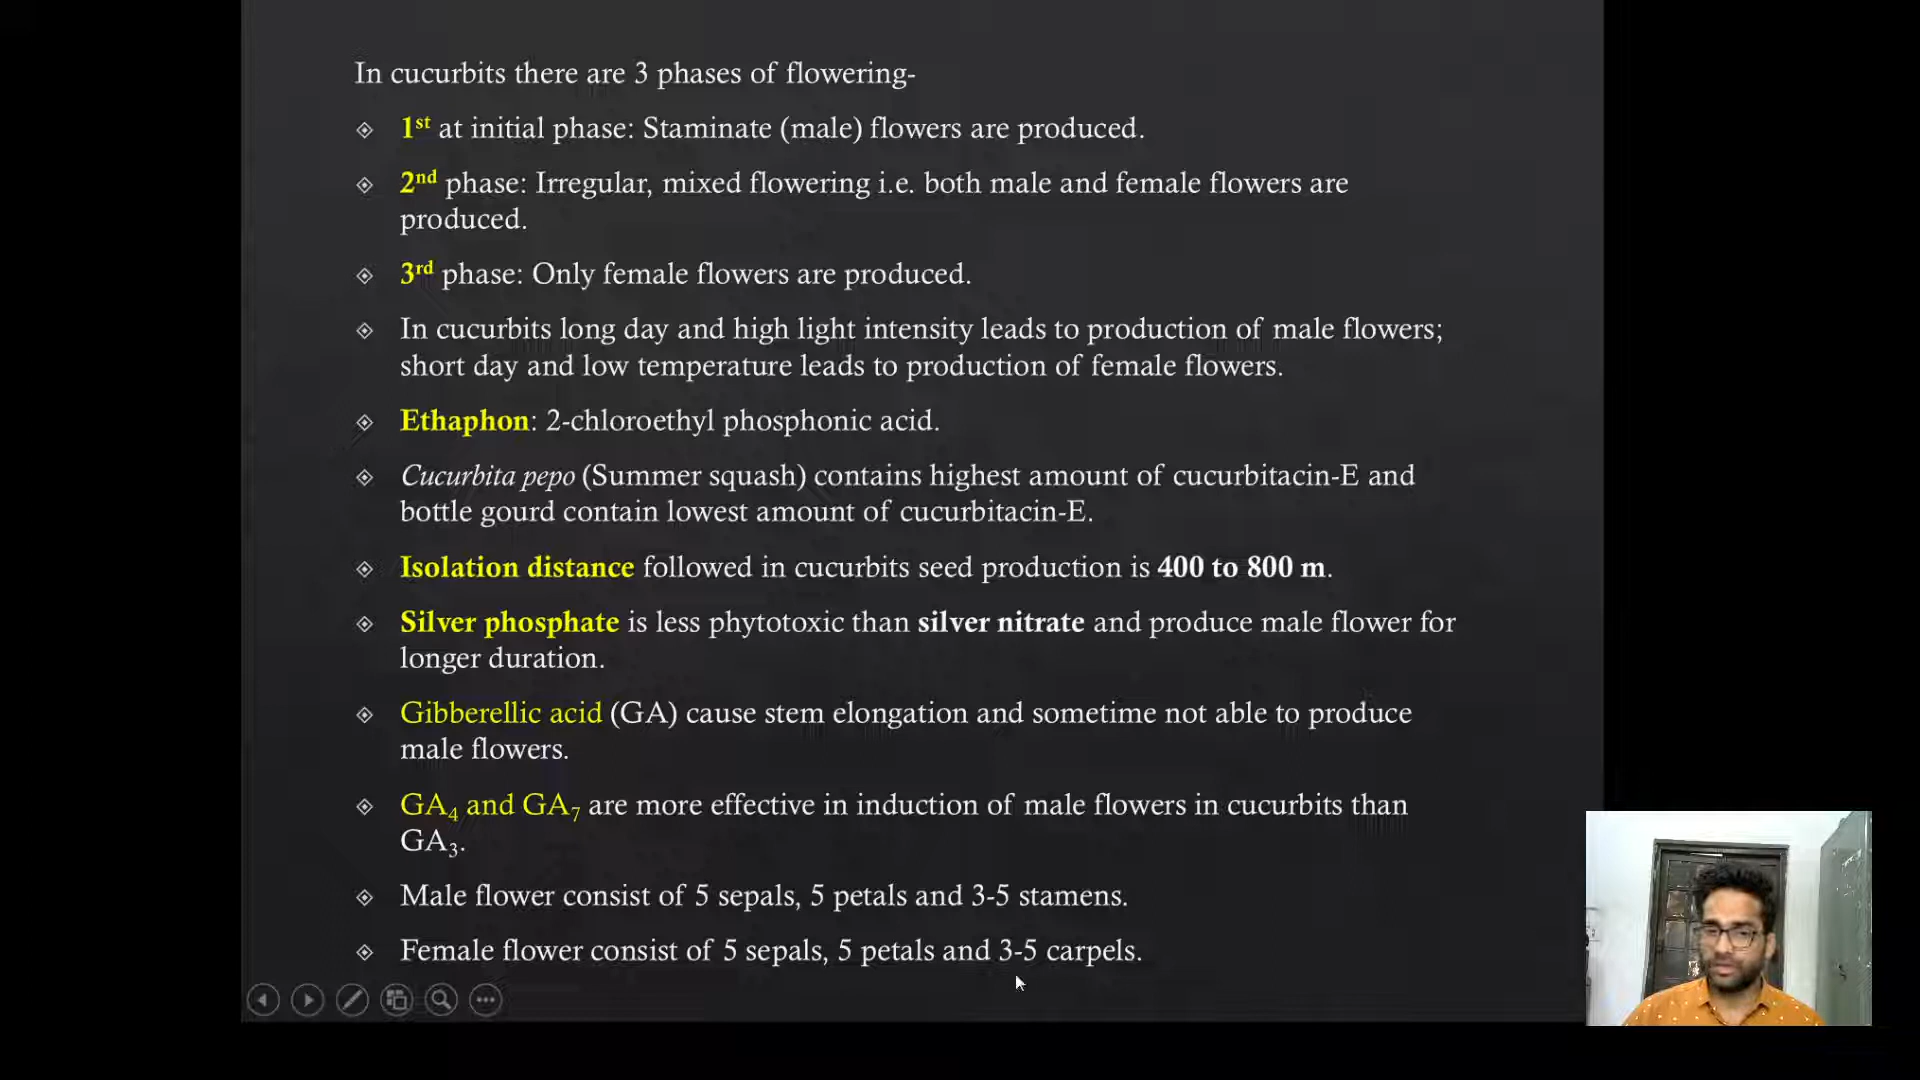 In cucurbits there are 3 phases of flowering-
1st at initial phase: Staminate (male) flowers are produced.
2nd phase: Irregular, mixed flowering i.e. both male and female flowers are
produced.
3rd phase: Only female flowers are produced.
In cucurbits long day and high light intensity leads to production of male flowers;
short day and low temperature leads to production of female flowers.
Ethaphon: 2-chloroethyl phosphonic acid.
Cucurbita pepo (Summer squash) contains highest amount of cucurbitacin-E and
bottle gourd contain lowest amount of cucurbitacin-E.
Isolation distance followed in cucurbits seed production is 400 to 800 m.
Silver phosphate is less phytotoxic than silver nitrate and produce male flower for
longer duration.
Gibberellic acid (GA) cause stem elongation and sometime not able to produce
male flowers.
GA4 and GA7 are more effective in induction of male flowers in cucurbits than
GA3.
Male flower consist of 5 sepals, 5 petals and 3-5 stamens.
Female flower consist of 5 sepals, 5 petals and 3-5 carpels.